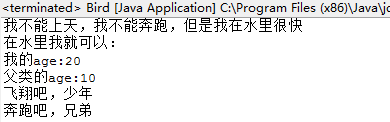 <terminated> Bird [Java Application] C:\Program Files (x86)\Java\j
我不能上天，我不能奔跑，但是我在水里很快
在水里我就可以：
我的age:20
父类的age:10
飞翔吧，少年
奔跑吧，兄弟